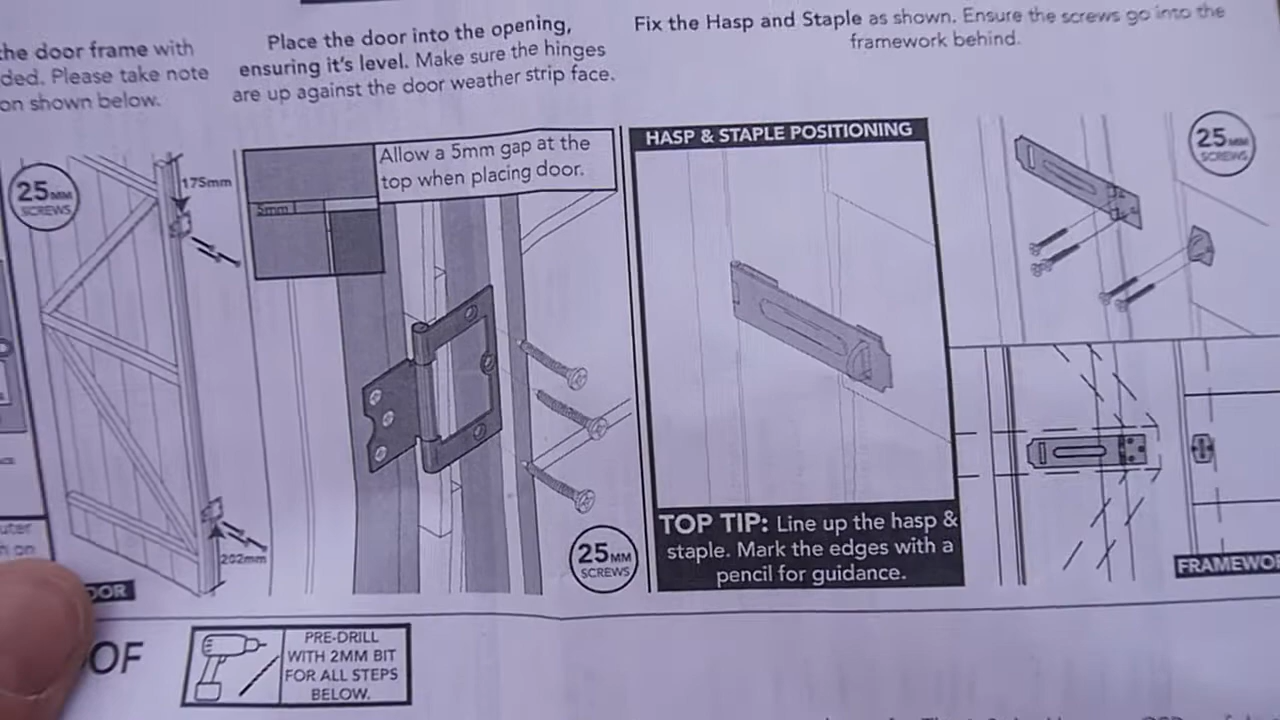 the door frame with
ded. Please take note
on shown below.
Place the door into the opening,
ensuring it's level. Make sure the hinges
are up against the door weather strip face.
Fix the Hasp and Staple as shown. Ensure the screws go into the
framework behind.
25MM
SCREWS
175mm
202mm
OOR
Allow a 5mm gap at the
top when placing door.
5mm
25MM
SCREWS
HASP & STAPLE POSITIONING
TOP TIP: Line up the hasp &
staple. Mark the edges with a
pencil for guidance.
25MM
SCREWS
FRAMEWO
OF
PRE-DRILL
WITH 2MM BIT
FOR ALL STEPS
BELOW.